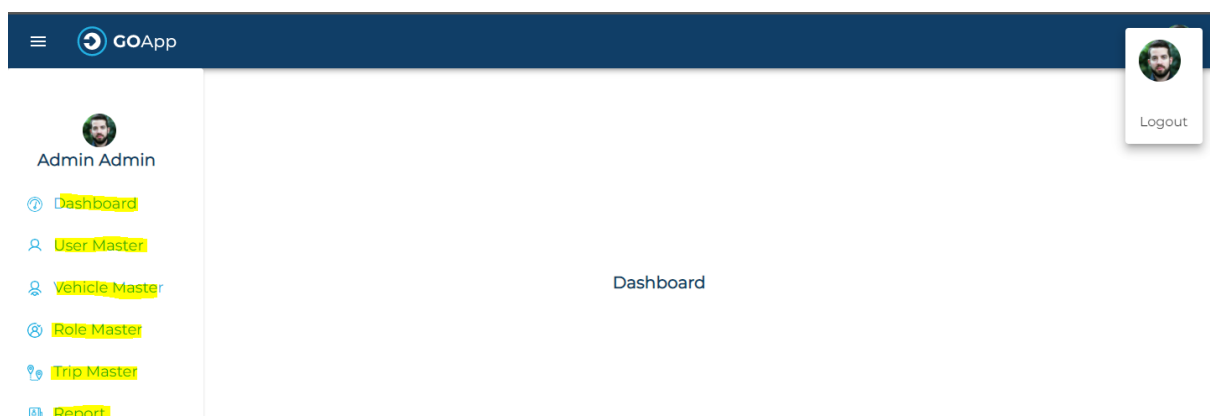 GOApp
Logout
Admin Admin
Dashboard
User Master
Vehicle Master
Dashboard
Role Master
Trip Master
Report